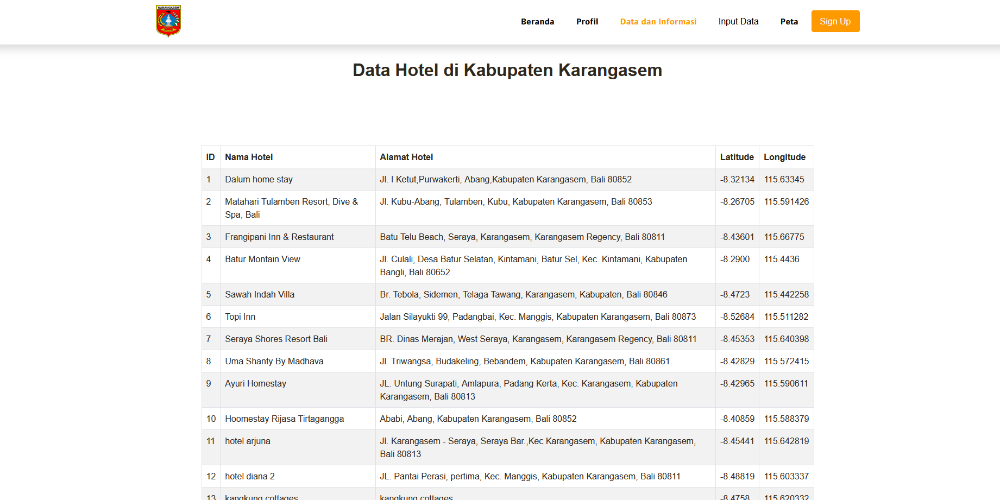 KARANGASEM
Beranda Profil Data dan Informasi Input Data Peta Sign Up
Data Hotel di Kabupaten Karangasem
ID Nama Hotel Alamat Hotel Latitude Longitude
1 Dalum home stay Jl. I Ketut,Purwakerti, Abang,Kabupaten Karangasem, Bali 80852 -8.32134 115.63345
2 Matahari Tulamben Resort, Dive & Jl. Kubu-Abang, Tulamben, Kubu, Kabupaten Karangasem, Bali 80853 -8.26705 115.591426
Spa, Bali
3 Frangipani Inn & Restaurant Batu Telu Beach, Seraya, Karangasem, Karangasem Regency, Bali 80811 -8.43601 115.66775
4 Batur Montain View Jl. Culali, Desa Batur Selatan, Kintamani, Batur Sel, Kec. Kintamani, Kabupaten -8.2900 115.4436
Bangli, Bali 80652
5 Sawah Indah Villa Br. Tebola, Sidemen, Telaga Tawang, Karangasem, Kabupaten, Bali 80846 -8.4723 115.442258
6 Topi Inn Jalan Silayukti 99, Padangbai, Kec. Manggis, Kabupaten Karangasem, Bali 80873 -8.52684 115.511282
7 Seraya Shores Resort Bali BR. Dinas Merajan, West Seraya, Karangasem, Karangasem Regency, Bali 80811 -8.45353 115.640398
8 Uma Shanty By Madhava Jl. Triwangsa, Budakeling, Bebandem, Kabupaten Karangasem, Bali 80861 -8.42829 115.572415
9 Ayuri Homestay JL. Untung Surapati, Amlapura, Padang Kerta, Kec. Karangasem, Kabupaten -8.42965 115.590611
Karangasem, Bali 80813
10 Hoomestay Rijasa Tirtagangga Ababi, Abang, Kabupaten Karangasem, Bali 80852 -8.40859 115.588379
11 hotel arjuna Jl. Karangasem - Seraya, Seraya Bar.,Kec Karangasem, Kabupaten Karangasem, -8.45441 115.642819
Bali 80813
12 hotel diana 2 JL. Pantai Perasi, pertima, Kec. Manggis, Kabupaten Karangasem, Bali 80811 -8.48819 115.603337
13 kangkung cottages kangkung cottages -8.4758 115.620332